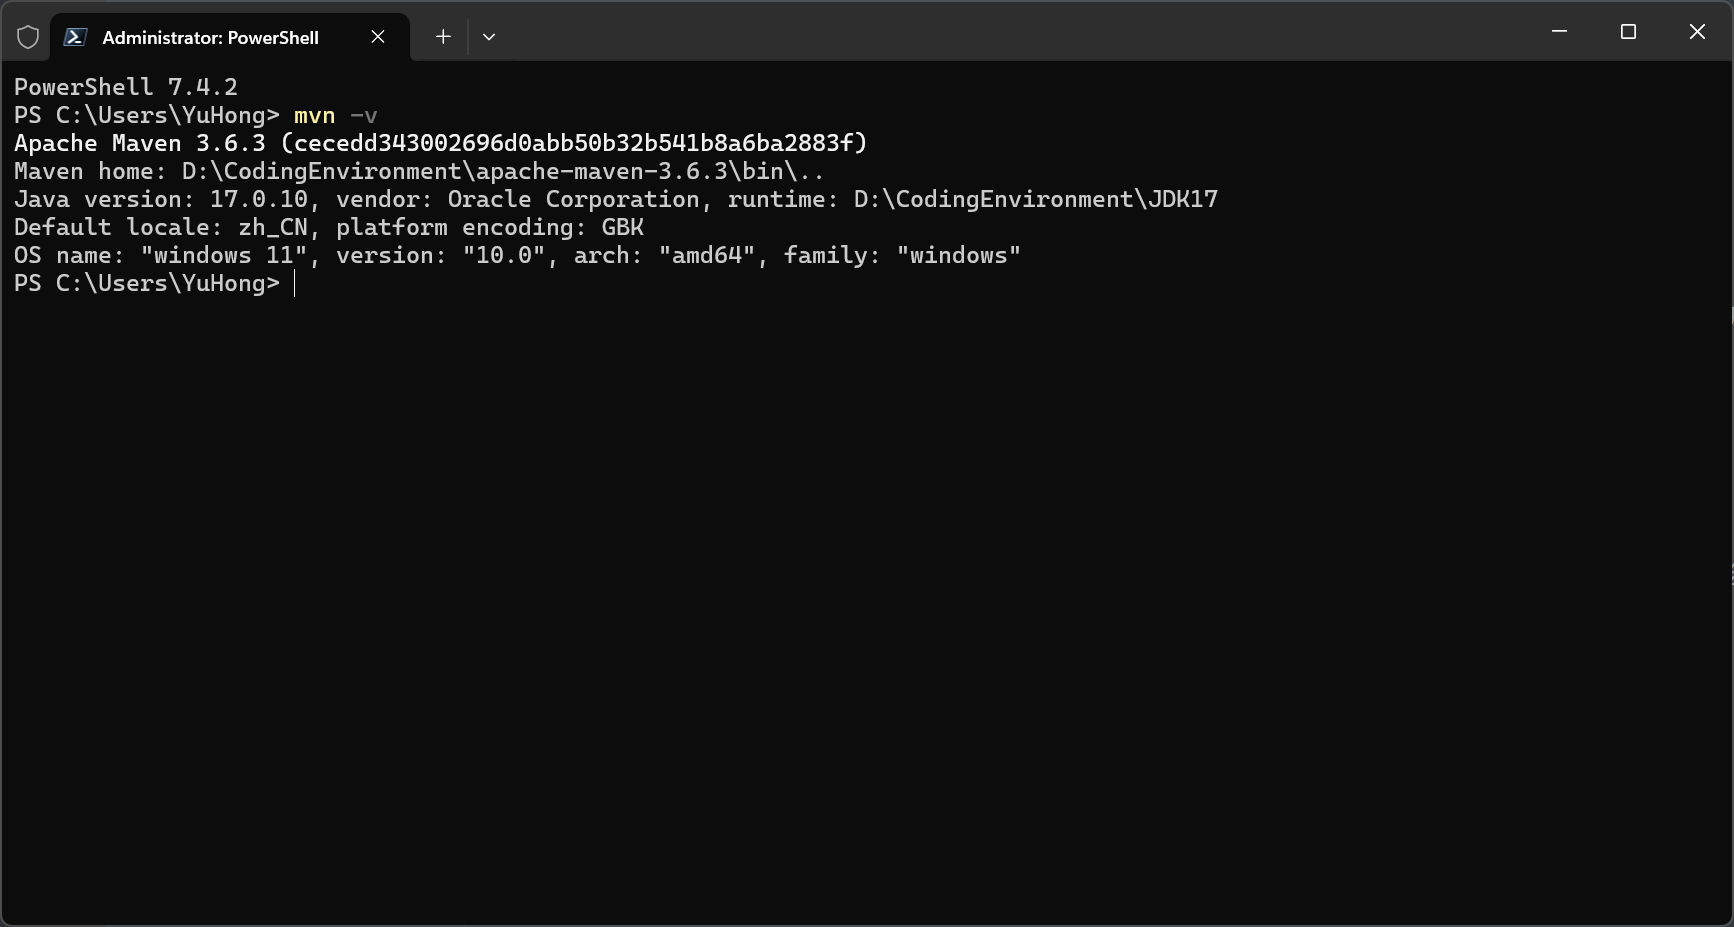 Administrator: PowerShell
PowerShell 7.4.2
PS C:\Users\YuHong> mvn -v
Apache Maven 3.6.3 (cecedd343002696d0abb50b32b541b8a6ba2883f)
Maven home: D:\CodingEnvironment\apache-maven-3.6.3\bin\..
Java version: 17.0.10, vendor: Oracle Corporation, runtime: D:\CodingEnvironment\JDK17
Default locale: zh_CN, platform encoding: GBK
OS name: "windows 11", version: "10.0", arch: "amd64", family: "windows"
PS C:\Users\YuHong>